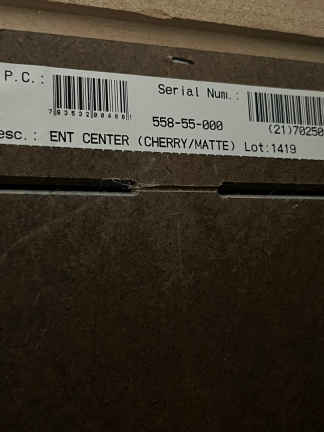 P.C.: Serial Num.:
558-55-000 (21)70250
esc.: ENT CENTER (CHERRY/MATTE) Lot:1419